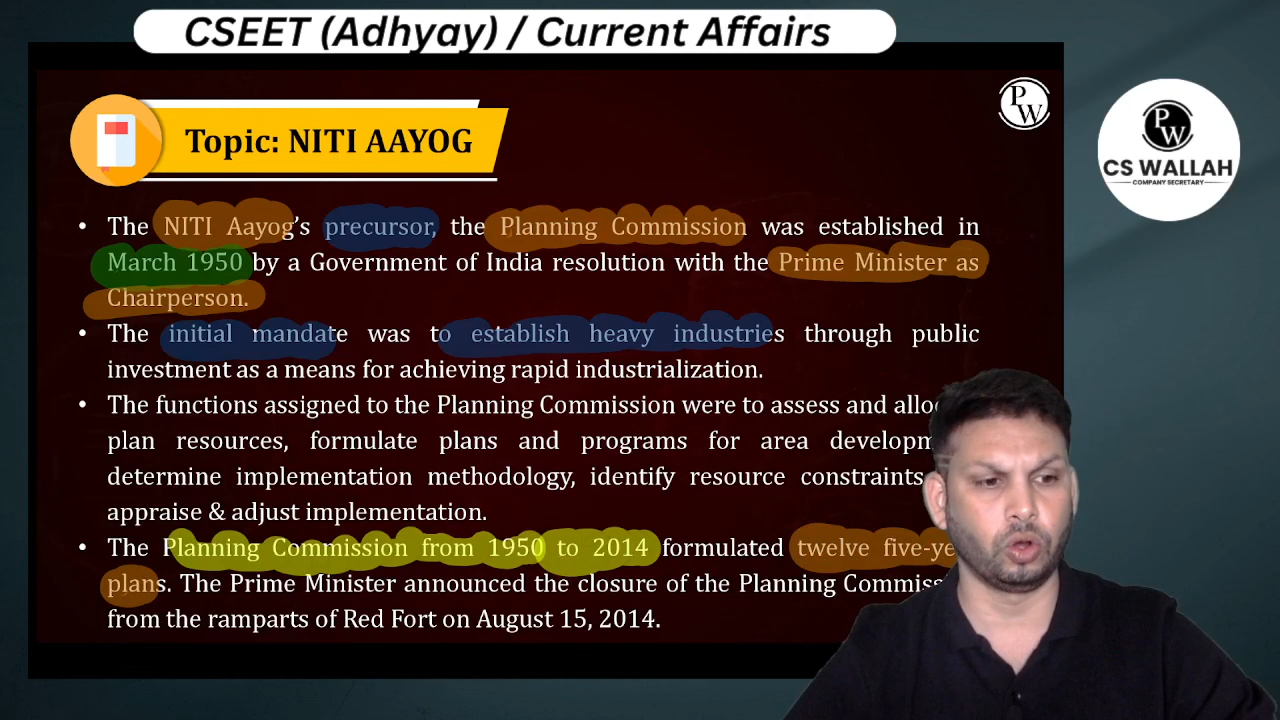 CSEET (Adhyay) / Current Affairs
PW
Topic: NITI AAYOG
PW
CS WALLAH
COMPANY SECRETARY
• The NITI Aayog's precursor, the Planning Commission was established in
March 1950 by a Government of India resolution with the Prime Minister as
Chairperson.
• The initial mandate was to establish heavy industries through public
investment as a means for achieving rapid industrialization.
• The functions assigned to the Planning Commission were to assess and
plan resources, formulate plans and programs for area
determine implementation methodology, identify resource constraints
appraise & adjust implementation.
• The Planning Commission from 1950 to 2014 formulated twelve
plans. The Prime Minister announced the closure of the Planning
from the ramparts of Red Fort on August 15, 2014.